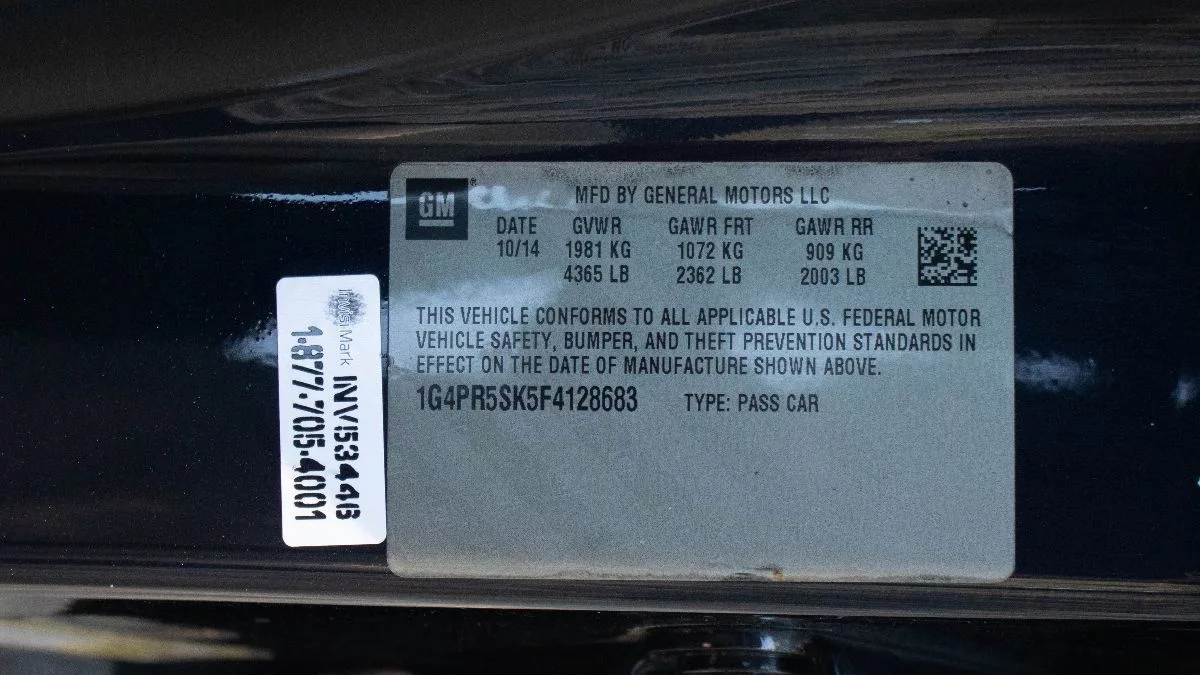 GM
MFD BY GENERAL MOTORS LLC
DATE GVWR GAWR FRT GAWR RR
10/14 1981 KG 1072 KG 909 KG
4365 LB 2362 LB 2003 LB
THIS VEHICLE CONFORMS TO ALL APPLICABLE U.S. FEDERAL MOTOR
VEHICLE SAFETY, BUMPER, AND THEFT PREVENTION STANDARDS IN
EFFECT ON THE DATE OF MANUFACTURE SHOWN ABOVE.
1G4PR5SK5F4128683 TYPE: PASS CAR
InvisiMark INV53446
1-877-705-4001